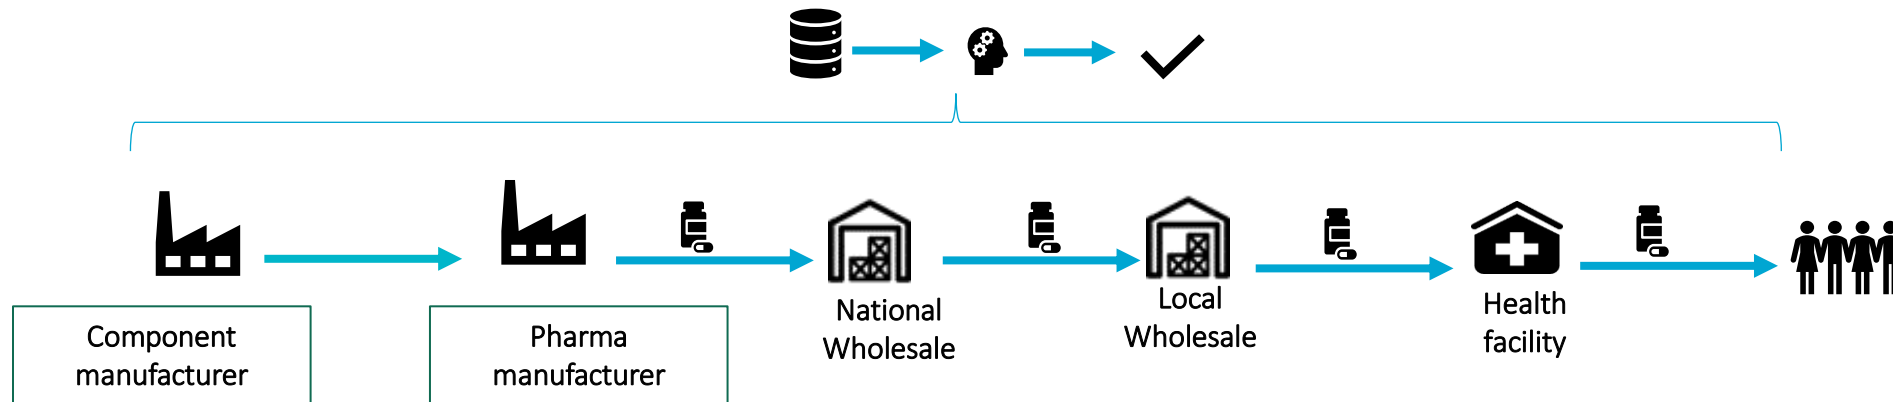 Component
manufacturer
Pharma
manufacturer
National
Wholesale
Local
Wholesale
Health
facility